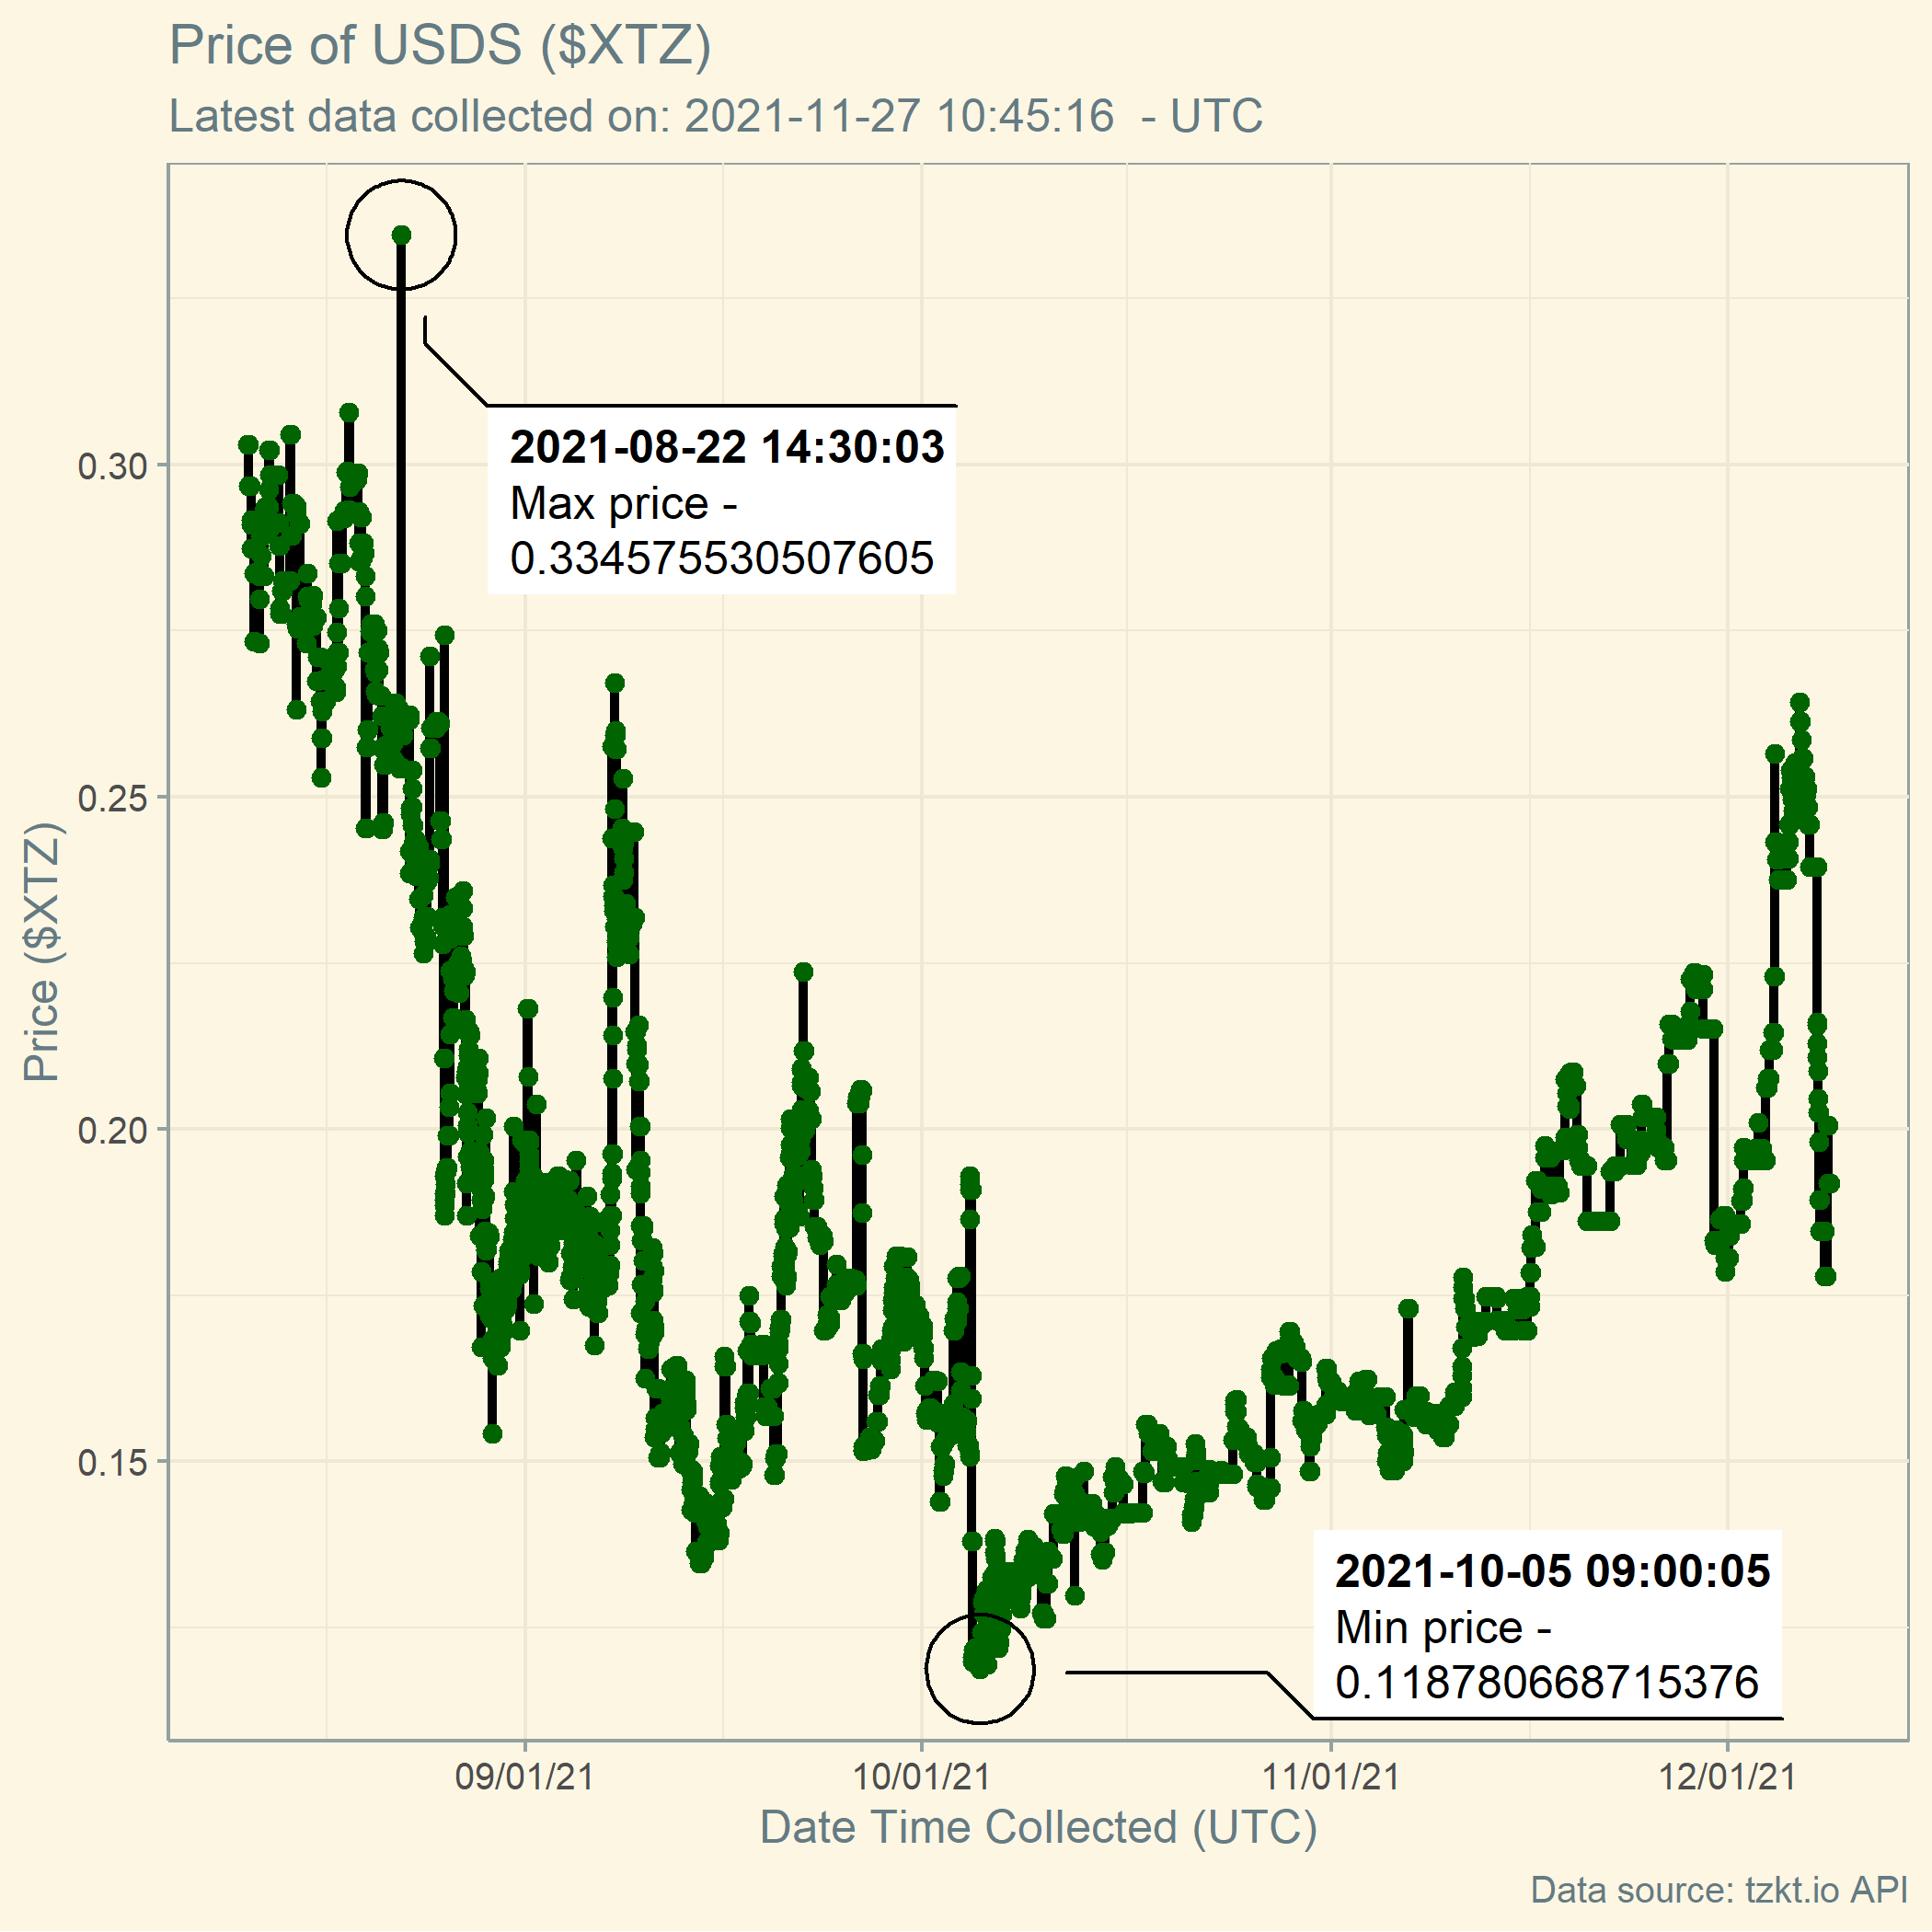 Price of USDS ($XTZ)
Latest data collected on: 2021-11-27 10:45:16  - UTC
2021-08-22 14:30:03
Max price -
0.334575530507605
0.30
0.25
0.20
0.15
Price ($XTZ)
2021-10-05 09:00:05
Min price -
0.118780668715376
09/01/21
10/01/21
11/01/21
12/01/21
Date Time Collected (UTC)
Data source: tzkt.io API